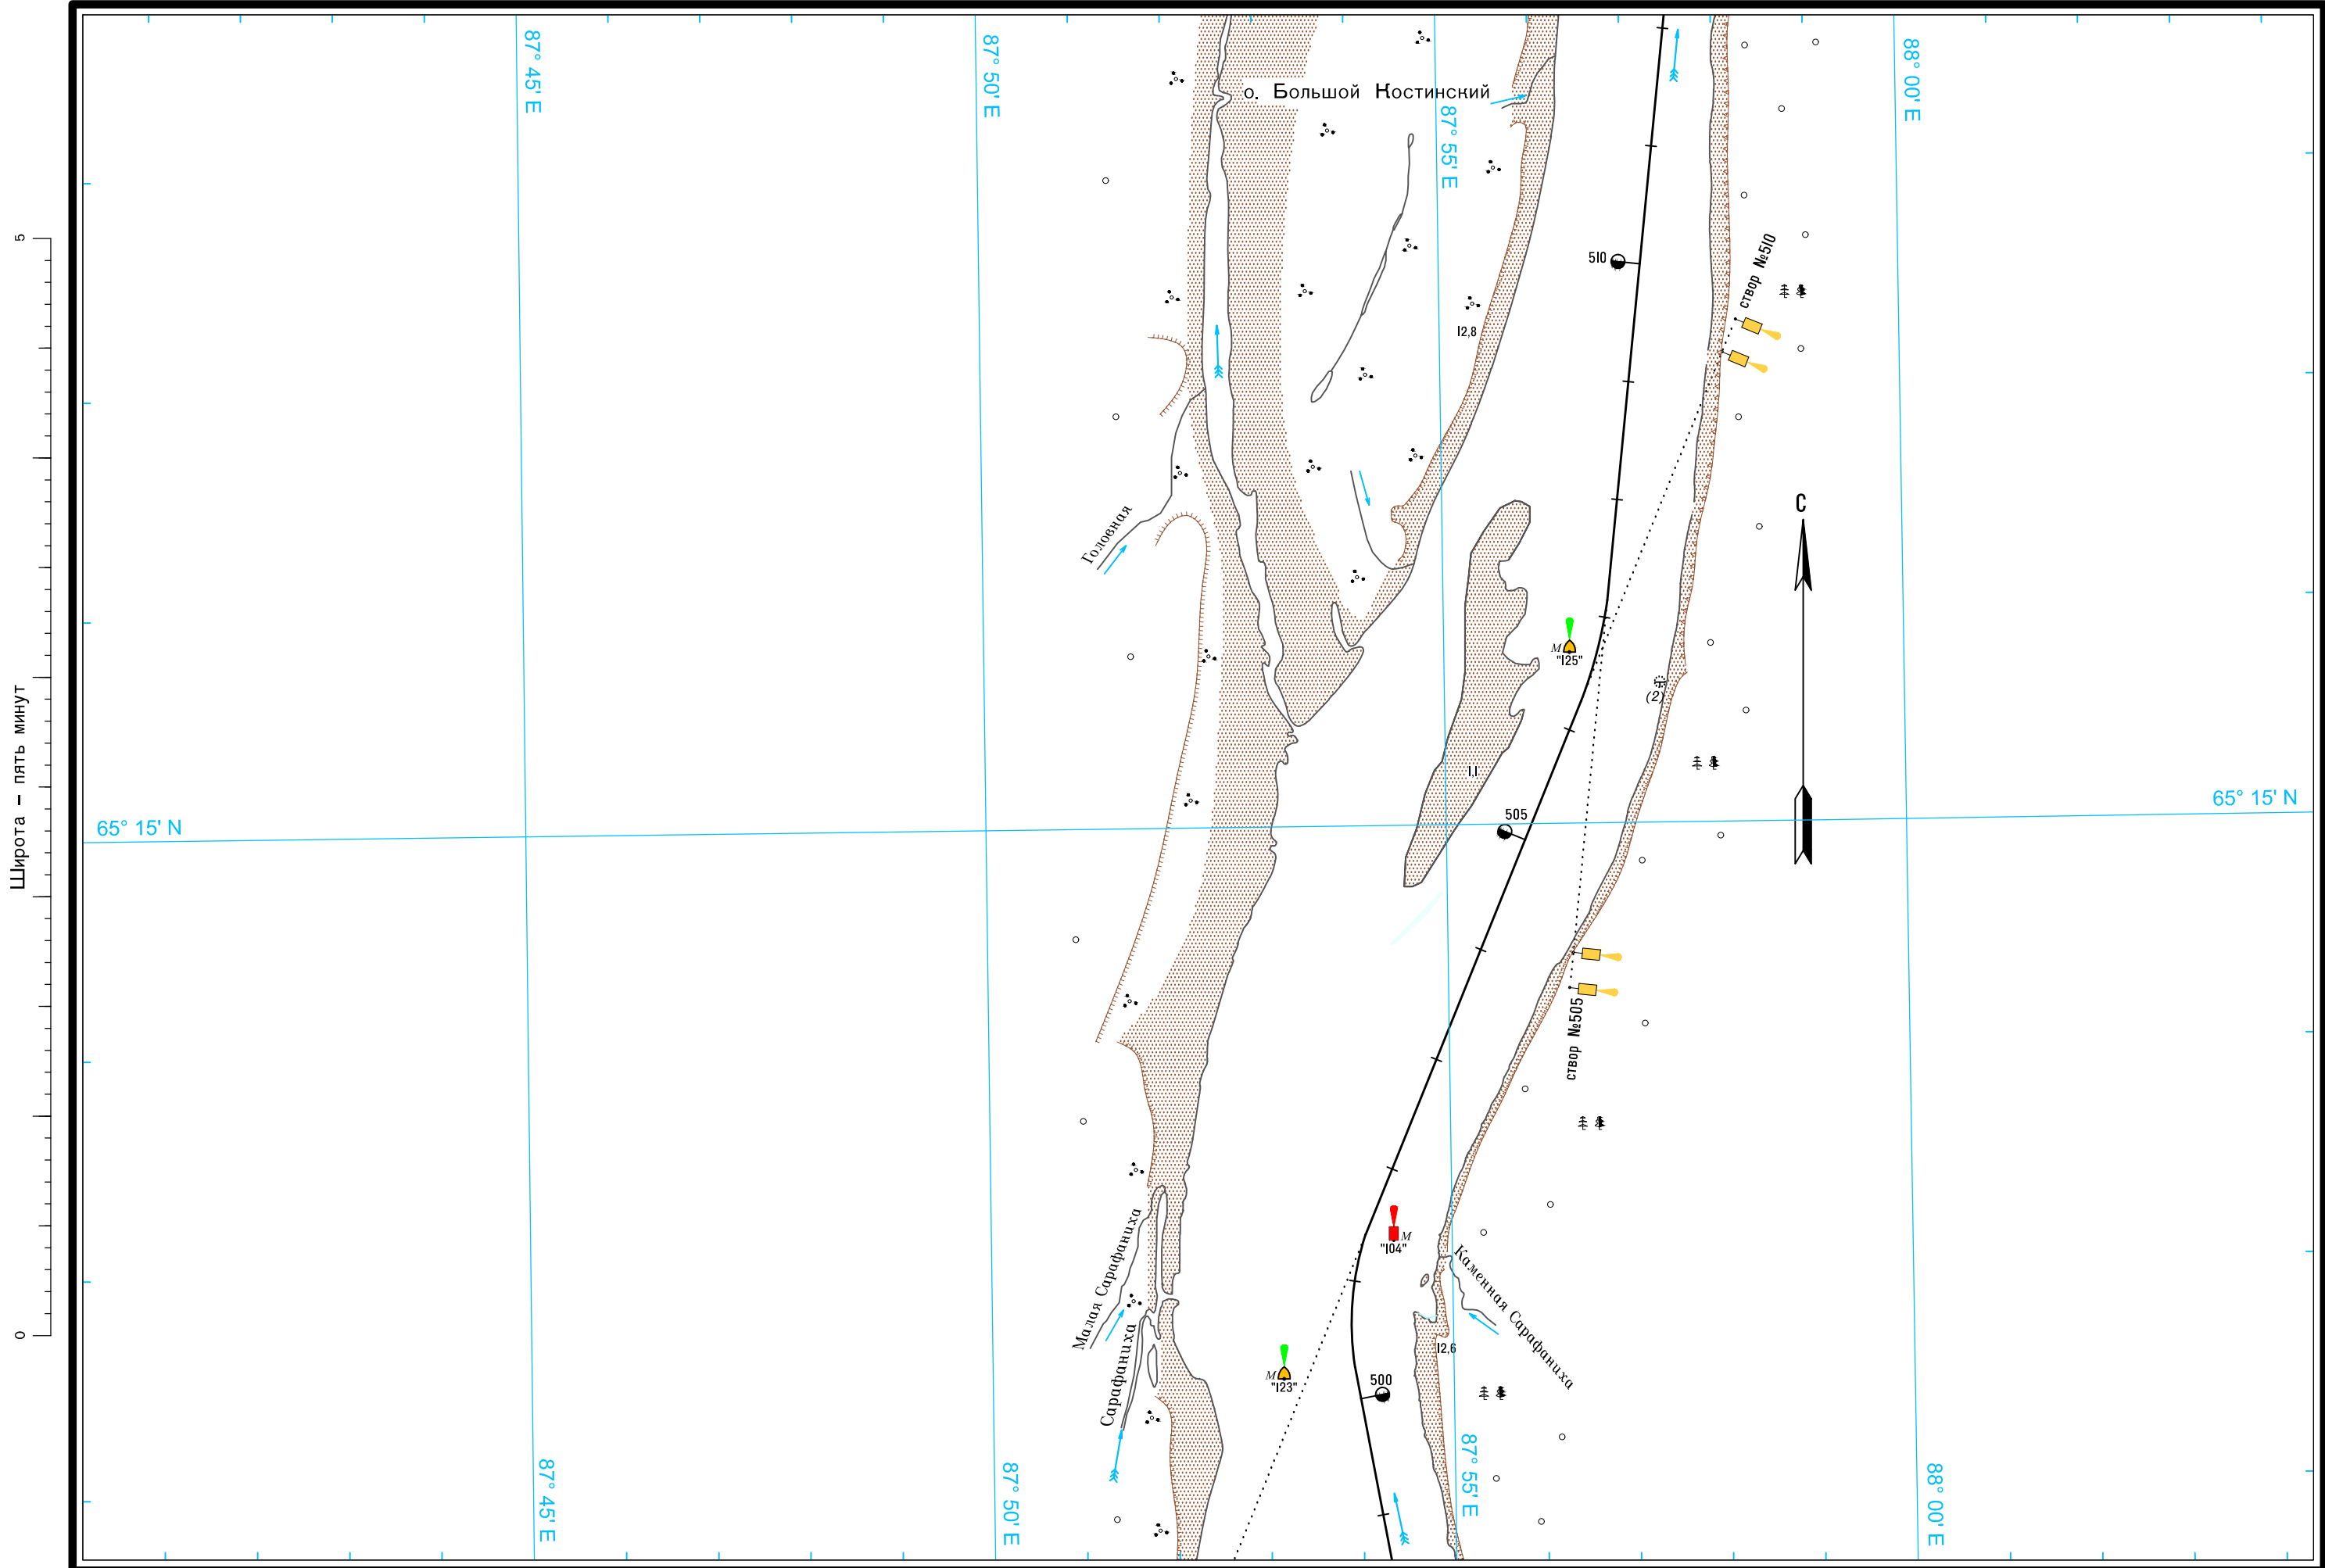 87° 45' E
87° 50' E
87° 55' E
88° 00' E
о. Большой Костинский
5
510
створ №510
12,8
С
Головная
М
"125"
(2)
Широта – пять минут
1,1
505
65° 15' N
65° 15' N
створ №505
Малая Сарафаниха
М
"104"
Каменная Сарафаниха
0
Сарафаниха
12,6
М
"123"
500
87° 45' E
87° 50' E
87° 55' E
88° 00' E